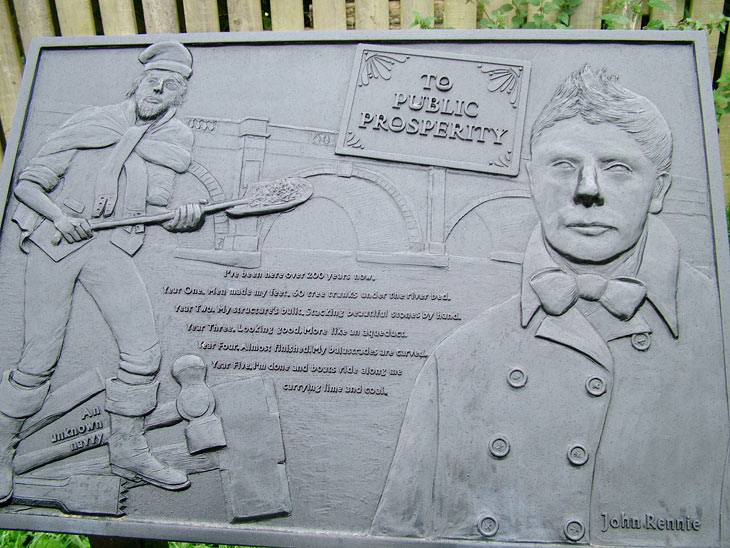 TO
PUBLIC
PROSPERITY
I've been here over 200 years now.
Year One. Men made my feet. 60 tree trunks under the river bed.
Year Two. My structure's built. Stacking beautiful stones by hand.
Year Three. Looking good. More like an aqueduct.
Year Four. Almost finished. My balustrades are carved.
Year Five. I'm done and boats ride along me
carrying lime and coal.
An
unknown
navvy
John Rennie